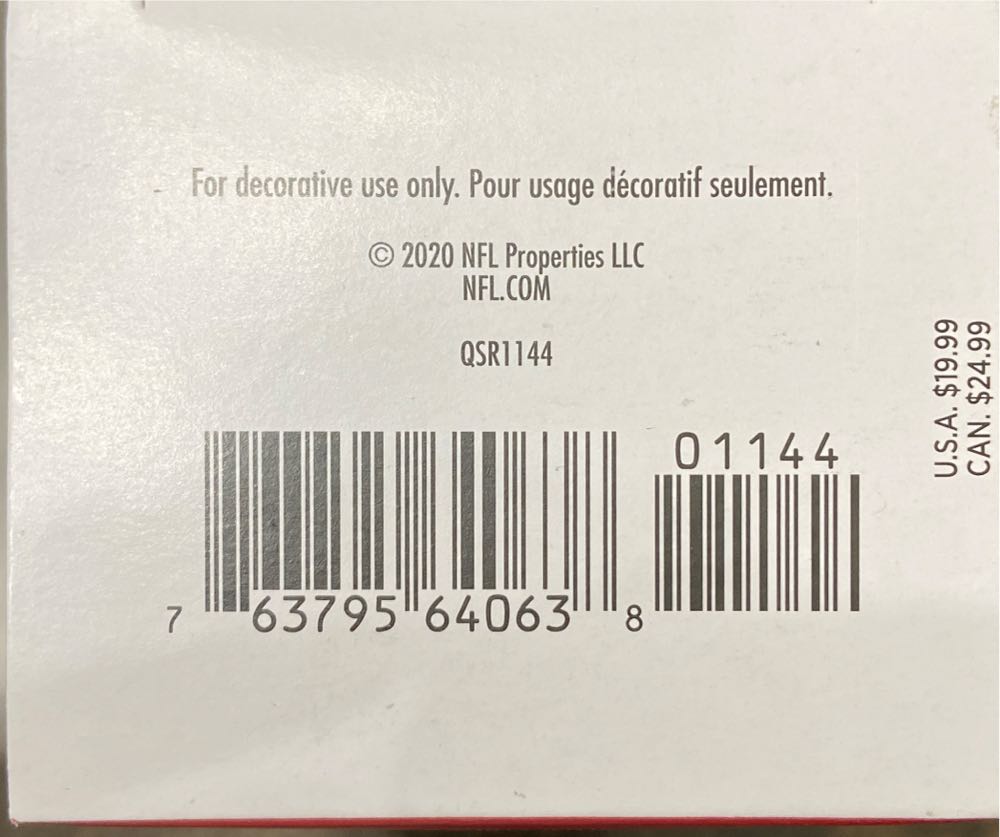 For decorative use only. Pour usage décoratif seulement.
© 2020 NFL Properties LLC
NFL.COM
QSR1144
U.S.A. $19.99
CAN. $24.99
01144
7 63795 64063 8